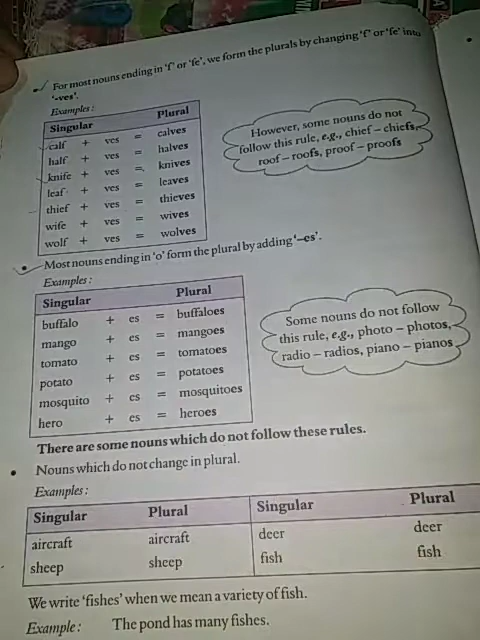 For most nouns ending in 'f' or 'fe', we form the plurals by changing 'f' or 'fe' into
'-ves'.
Examples :
Singular Plural
calf + ves = calves
half + ves = halves
knife + ves = knives
leaf + ves = leaves
thief + ves = thieves
wife + ves = wives
wolf + ves = wolves
However, some nouns do not
follow this rule, e.g., chief – chiefs,
roof – roofs, proof – proofs
Most nouns ending in 'o' form the plural by adding '–es'.
Examples :
Singular Plural
buffalo + es = buffaloes
mango + es = mangoes
tomato + es = tomatoes
potato + es = potatoes
mosquito + es = mosquitoes
hero + es = heroes
Some nouns do not follow
this rule, e.g., photo – photos,
radio – radios, piano – pianos
There are some nouns which do not follow these rules.
Nouns which do not change in plural.
Examples :
Singular Plural Singular Plural
aircraft aircraft deer deer
sheep sheep fish fish
We write 'fishes' when we mean a variety of fish.
Example : The pond has many fishes.